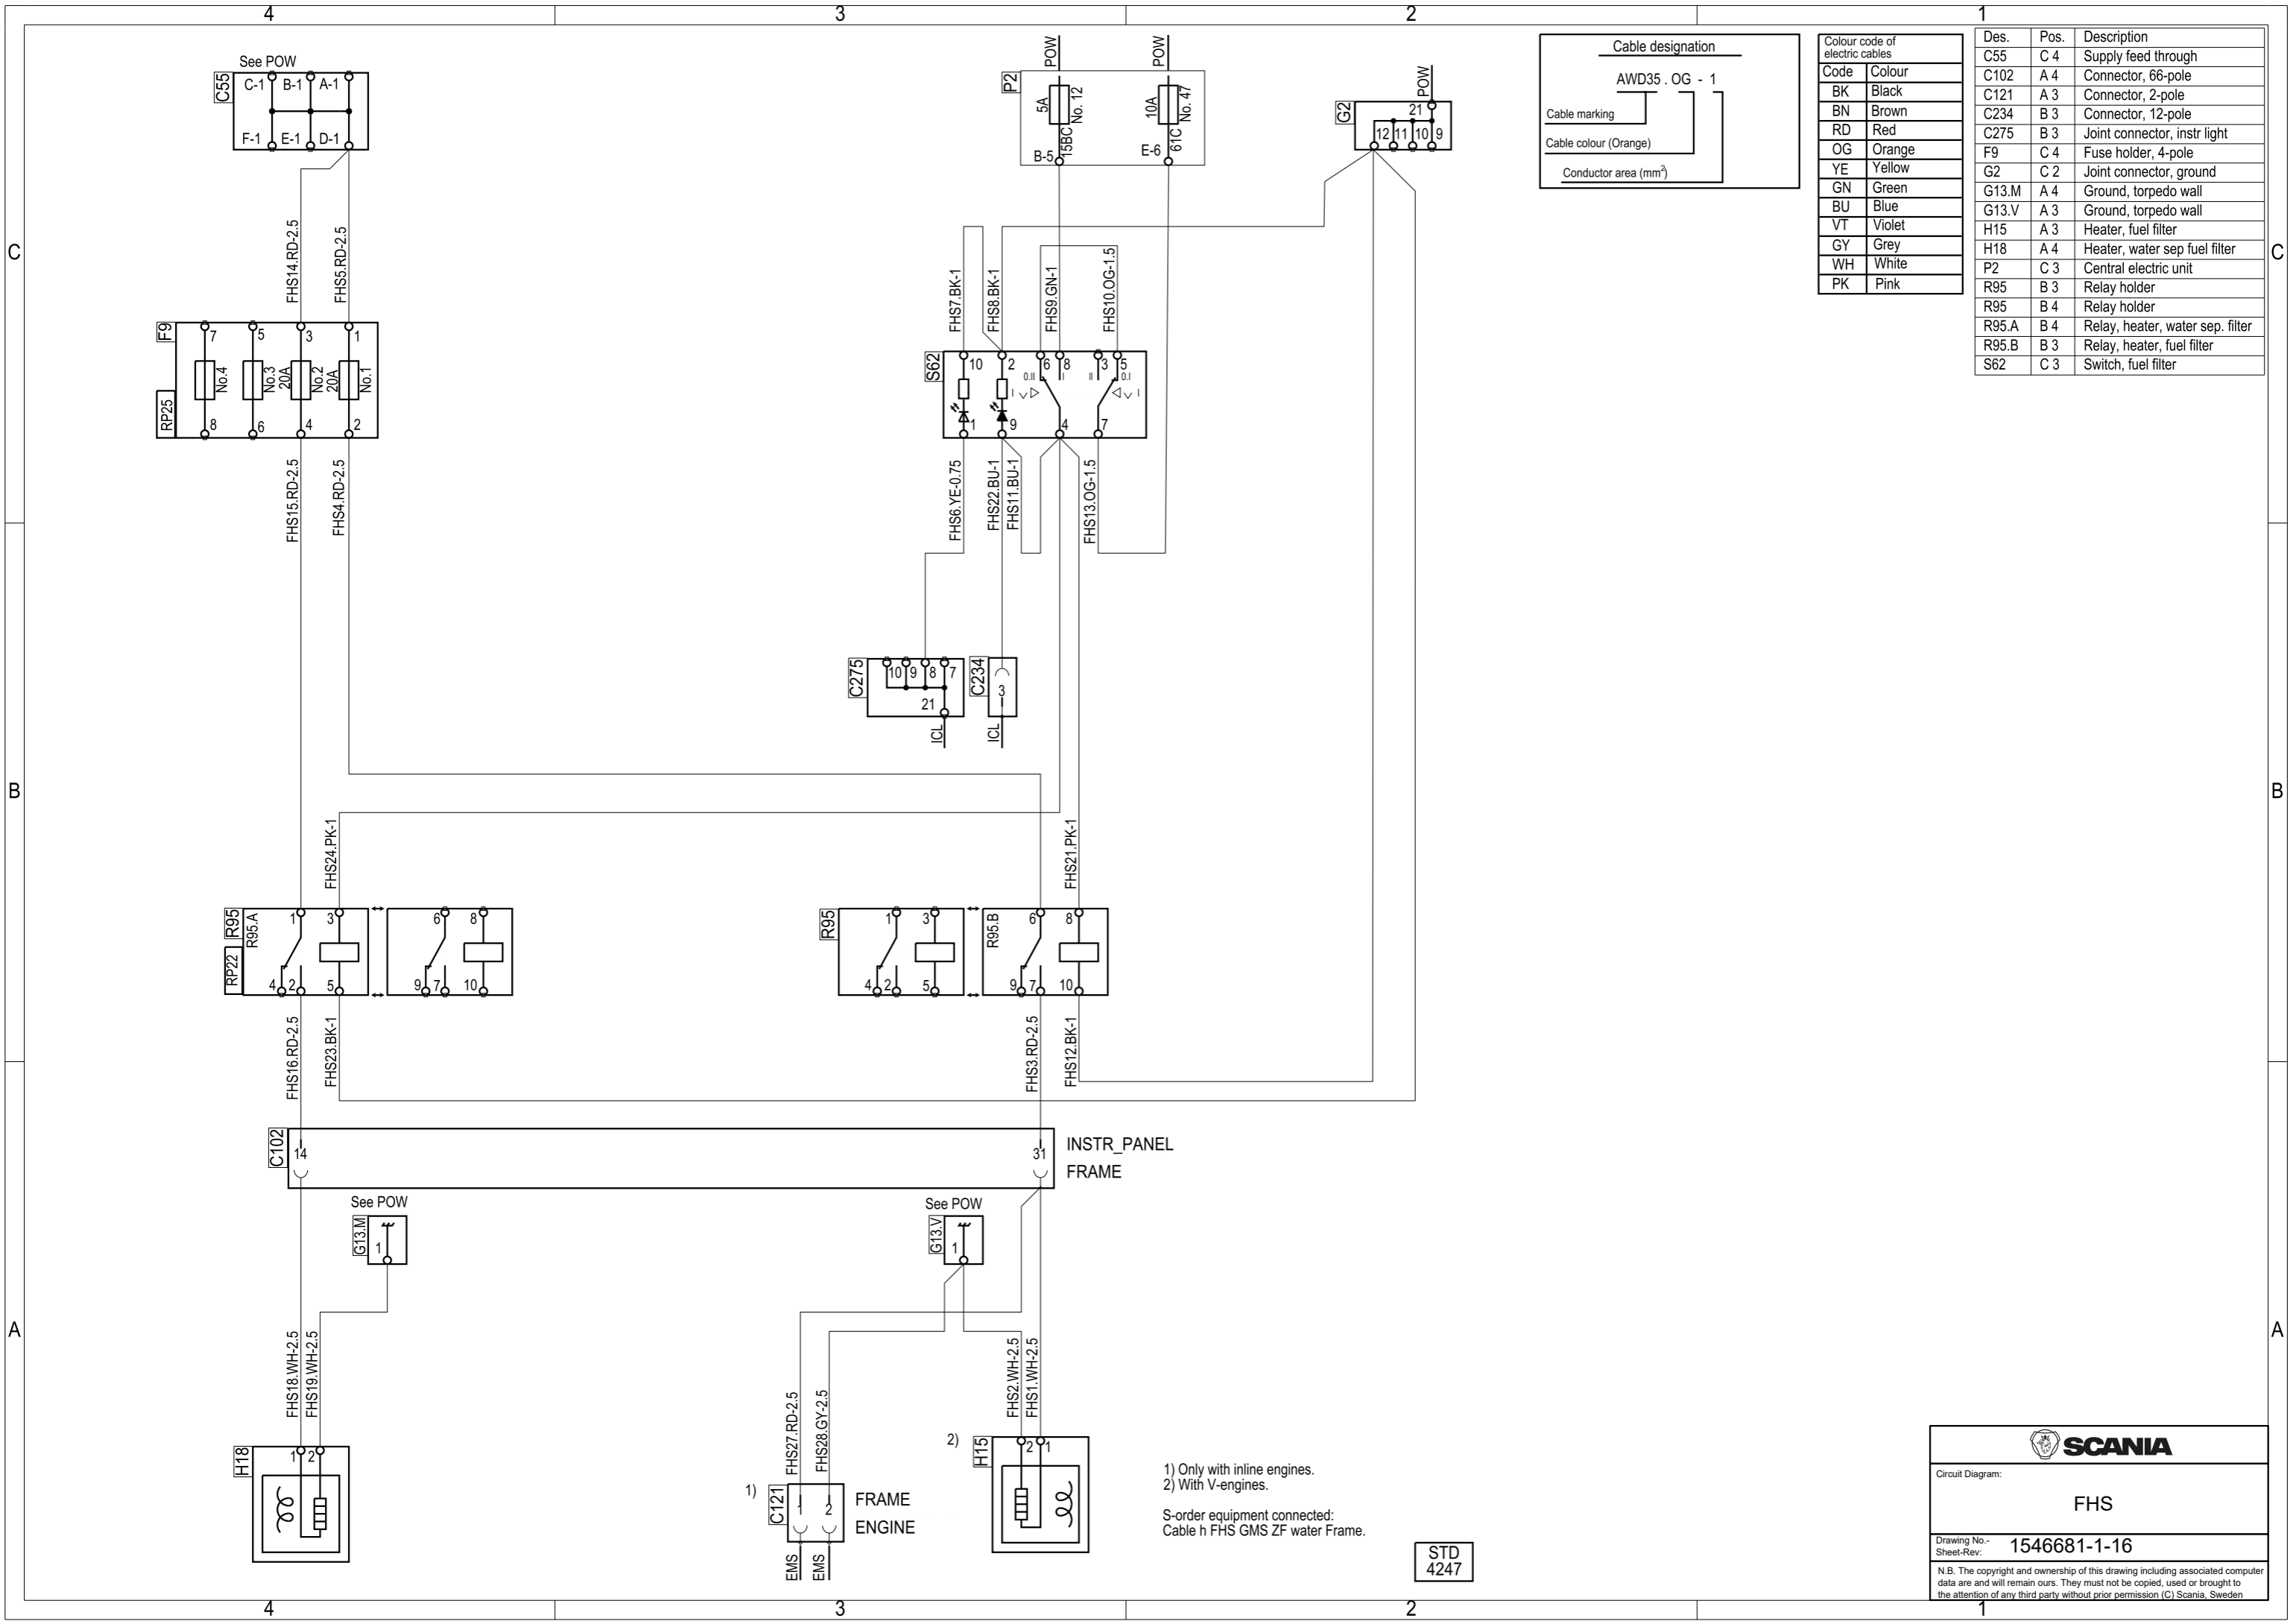 4
3
2
1
See POW
C55
C-1
B-1
A-1
F-1
E-1
D-1
FHS14.RD-2.5
FHS5.RD-2.5
F9
RP25
7
5
3
1
No.4
No.3
20A
No.2
20A
No.1
8
6
4
2
FHS15.RD-2.5
FHS4.RD-2.5
POW
POW
P2
5A
No. 12
10A
No. 47
15BC
61C
B-5
E-6
G2
POW
21
12
11
10
9
FHS7.BK-1
FHS8.BK-1
FHS9.GN-1
FHS10.OG-1.5
S62
10
2
6
8
3
5
0.II
I
II
0.I
1
9
4
7
FHS6.YE-0.75
FHS22.BU-1
FHS11.BU-1
FHS13.OG-1.5
C275
10
9
8
7
21
ICL
C234
3
ICL
FHS24.PK-1
FHS21.PK-1
R95
R95.A
RP22
1
3
4
2
5
6
8
9
7
10
R95
1
3
4
2
5
R95.B
6
8
9
7
10
FHS16.RD-2.5
FHS23.BK-1
FHS3.RD-2.5
FHS12.BK-1
C102
14
31
INSTR_PANEL
FRAME
See POW
G13.M
1
See POW
G13.V
1
FHS18.WH-2.5
FHS19.WH-2.5
FHS27.RD-2.5
FHS28.GY-2.5
FHS2.WH-2.5
FHS1.WH-2.5
H18
1
2
1)
C121
1
2
FRAME
ENGINE
EMS
EMS
2)
H15
2
1
1) Only with inline engines.
2) With V-engines.
S-order equipment connected:
Cable h FHS GMS ZF water Frame.
STD
4247
Cable designation
AWD35 . OG - 1
Cable marking
Cable colour (Orange)
Conductor area (mm²)
Colour code of
electric cables
Code Colour
BK Black
BN Brown
RD Red
OG Orange
YE Yellow
GN Green
BU Blue
VT Violet
GY Grey
WH White
PK Pink
Des. Pos. Description
C55 C 4 Supply feed through
C102 A 4 Connector, 66-pole
C121 A 3 Connector, 2-pole
C234 B 3 Connector, 12-pole
C275 B 3 Joint connector, instr light
F9 C 4 Fuse holder, 4-pole
G2 C 2 Joint connector, ground
G13.M A 4 Ground, torpedo wall
G13.V A 3 Ground, torpedo wall
H15 A 3 Heater, fuel filter
H18 A 4 Heater, water sep fuel filter
P2 C 3 Central electric unit
R95 B 3 Relay holder
R95 B 4 Relay holder
R95.A B 4 Relay, heater, water sep. filter
R95.B B 3 Relay, heater, fuel filter
S62 C 3 Switch, fuel filter
C
C
B
B
A
A
SCANIA
Circuit Diagram:
FHS
Drawing No.-
Sheet-Rev: 1546681-1-16
N.B. The copyright and ownership of this drawing including associated computer
data are and will remain ours. They must not be copied, used or brought to
the attention of any third party without prior permission (C) Scania, Sweden
4
3
2
1